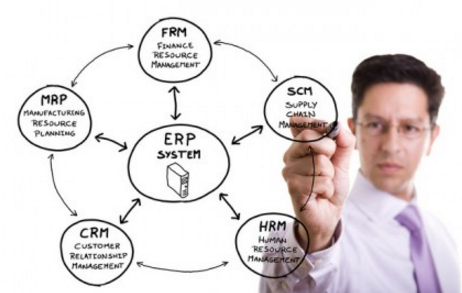 FRM
FINANCE
RESOURCE
MANAGEMENT
MRP
MANUFACTURING
RESOURCE
PLANNING
SCM
SUPPLY
CHAIN
MANAGEMENT
ERP
SYSTEM
CRM
CUSTOMER
RELATIONSHIP
MANAGEMENT
HRM
HUMAN
RESOURCE
MANAGEMENT